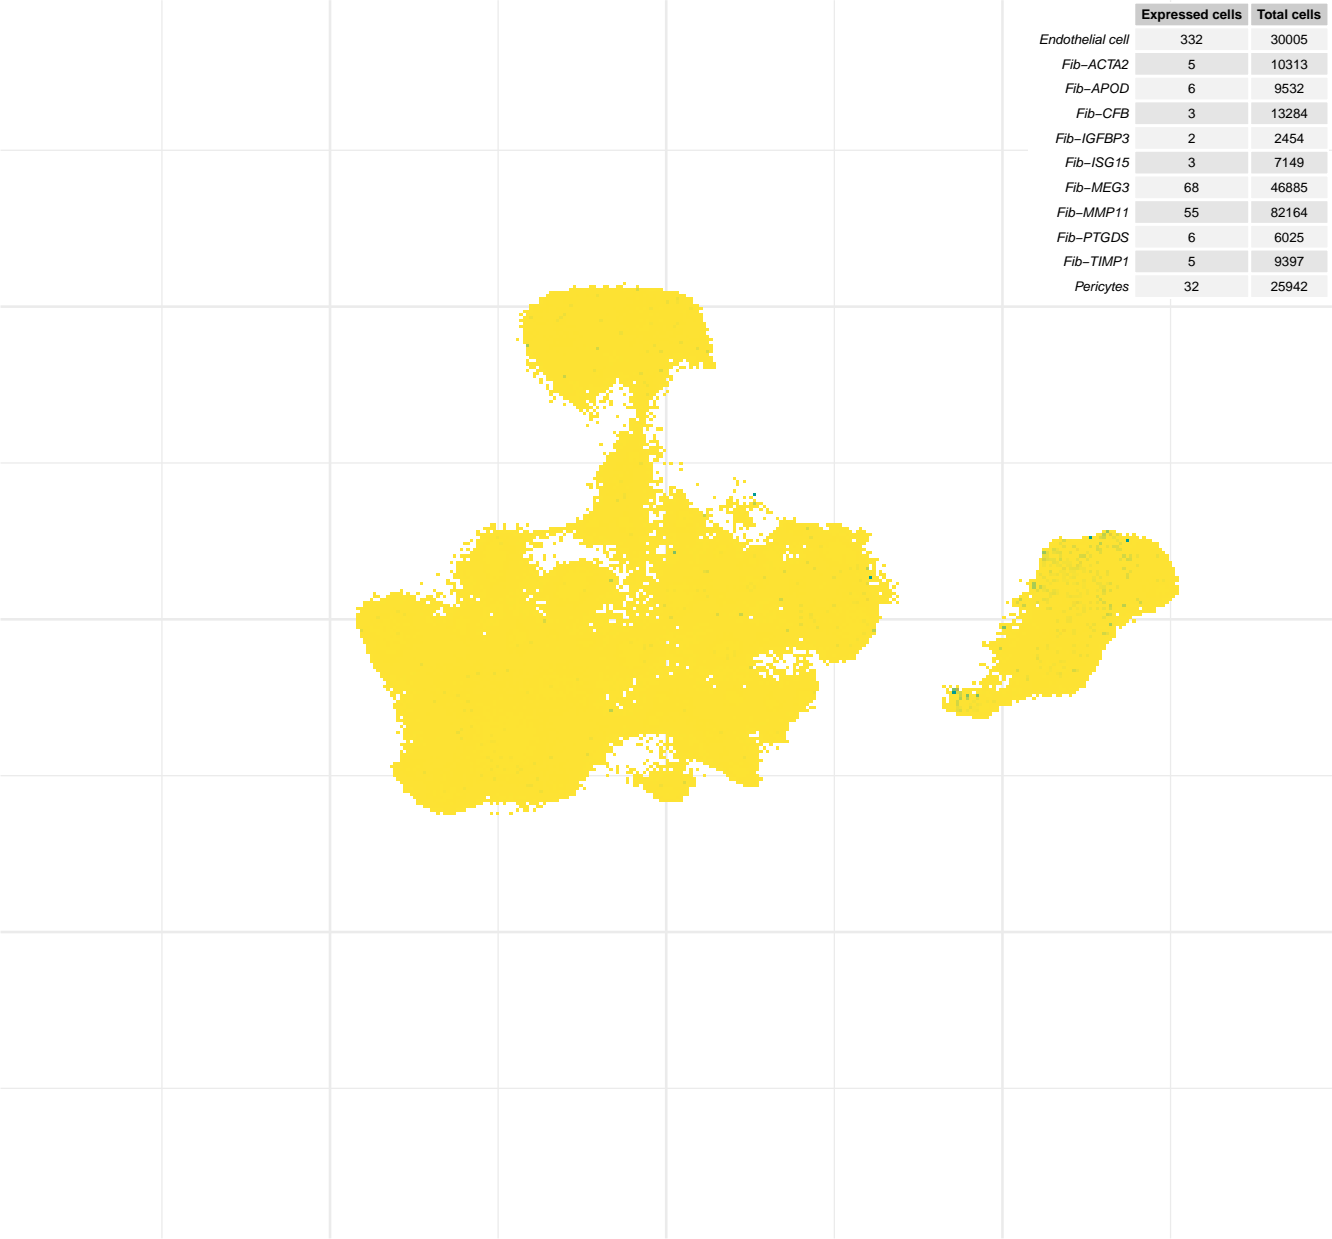 Expressed cells Total cells
Endothelial cell 332 30005
Fib−ACTA2 5 10313
Fib−APOD 6 9532
Fib−CFB 3 13284
Fib−IGFBP3 2 2454
Fib−ISG15 3 7149
Fib−MEG3 68 46885
Fib−MMP11 55 82164
Fib−PTGDS 6 6025
Fib−TIMP1 5 9397
Pericytes 32 25942